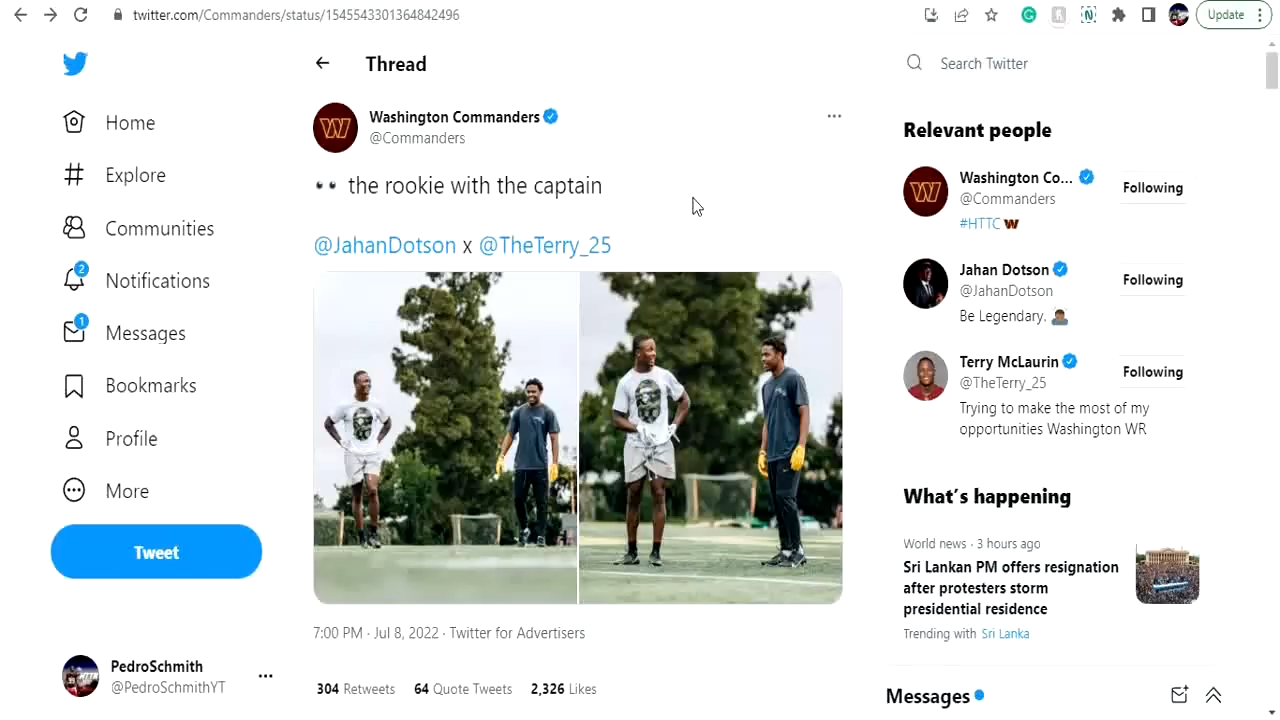 twitter.com/Commanders/status/1545543301364842496
Update
Thread
Search Twitter
Home
Explore
Communities
2
Notifications
1
Messages
Bookmarks
Profile
More
Tweet
PedroSchmith
@PedroSchmithYT
Washington Commanders
@Commanders
👀 the rookie with the captain
@JahanDotson x @TheTerry_25
7:00 PM · Jul 8, 2022 · Twitter for Advertisers
304 Retweets 64 Quote Tweets 2,326 Likes
Relevant people
Washington Co...
@Commanders
Following
#HTTC
Jahan Dotson
@JahanDotson
Following
Be Legendary.
Terry McLaurin
@TheTerry_25
Following
Trying to make the most of my
opportunities Washington WR
What's happening
World news · 3 hours ago
Sri Lankan PM offers resignation
after protesters storm
presidential residence
Trending with Sri Lanka
Messages